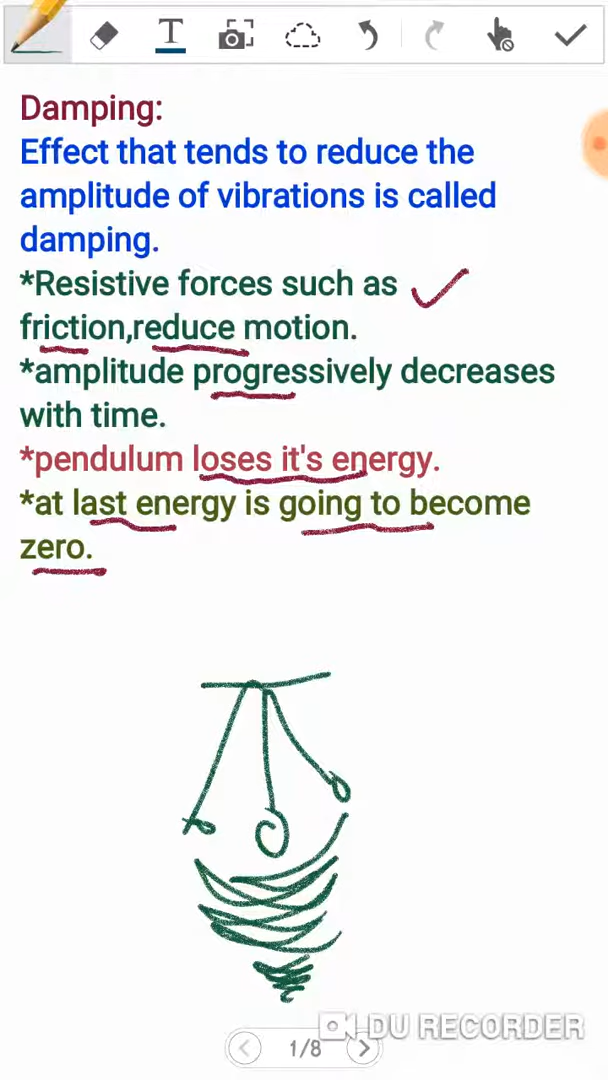 T
Damping:
Effect that tends to reduce the
amplitude of vibrations is called
damping.
*Resistive forces such as
friction,reduce motion.
*amplitude progressively decreases
with time.
*pendulum loses it's energy.
*at last energy is going to become
zero.
DU RECORDER
1/8